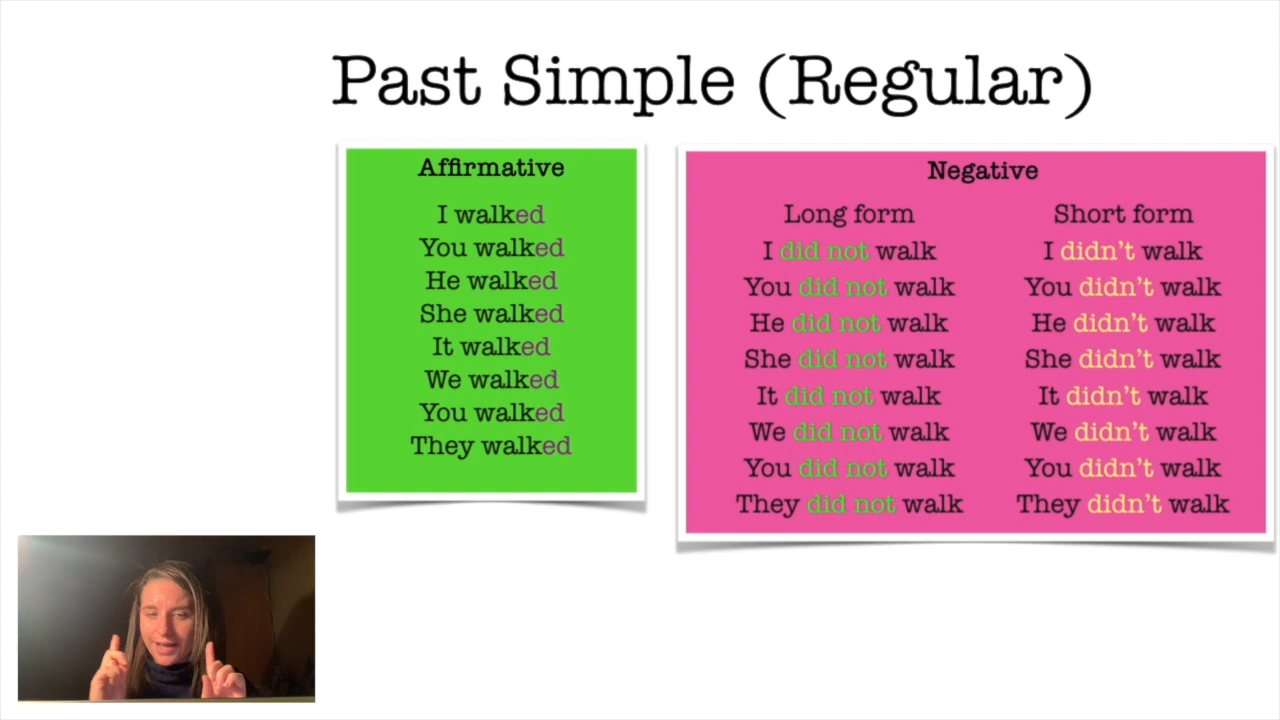 Past Simple (Regular)
Affirmative
I walked
You walked
He walked
She walked
It walked
We walked
You walked
They walked
Negative
Long form
I did not walk
You did not walk
He did not walk
She did not walk
It did not walk
We did not walk
You did not walk
They did not walk
Short form
I didn’t walk
You didn’t walk
He didn’t walk
She didn’t walk
It didn’t walk
We didn’t walk
You didn’t walk
They didn’t walk